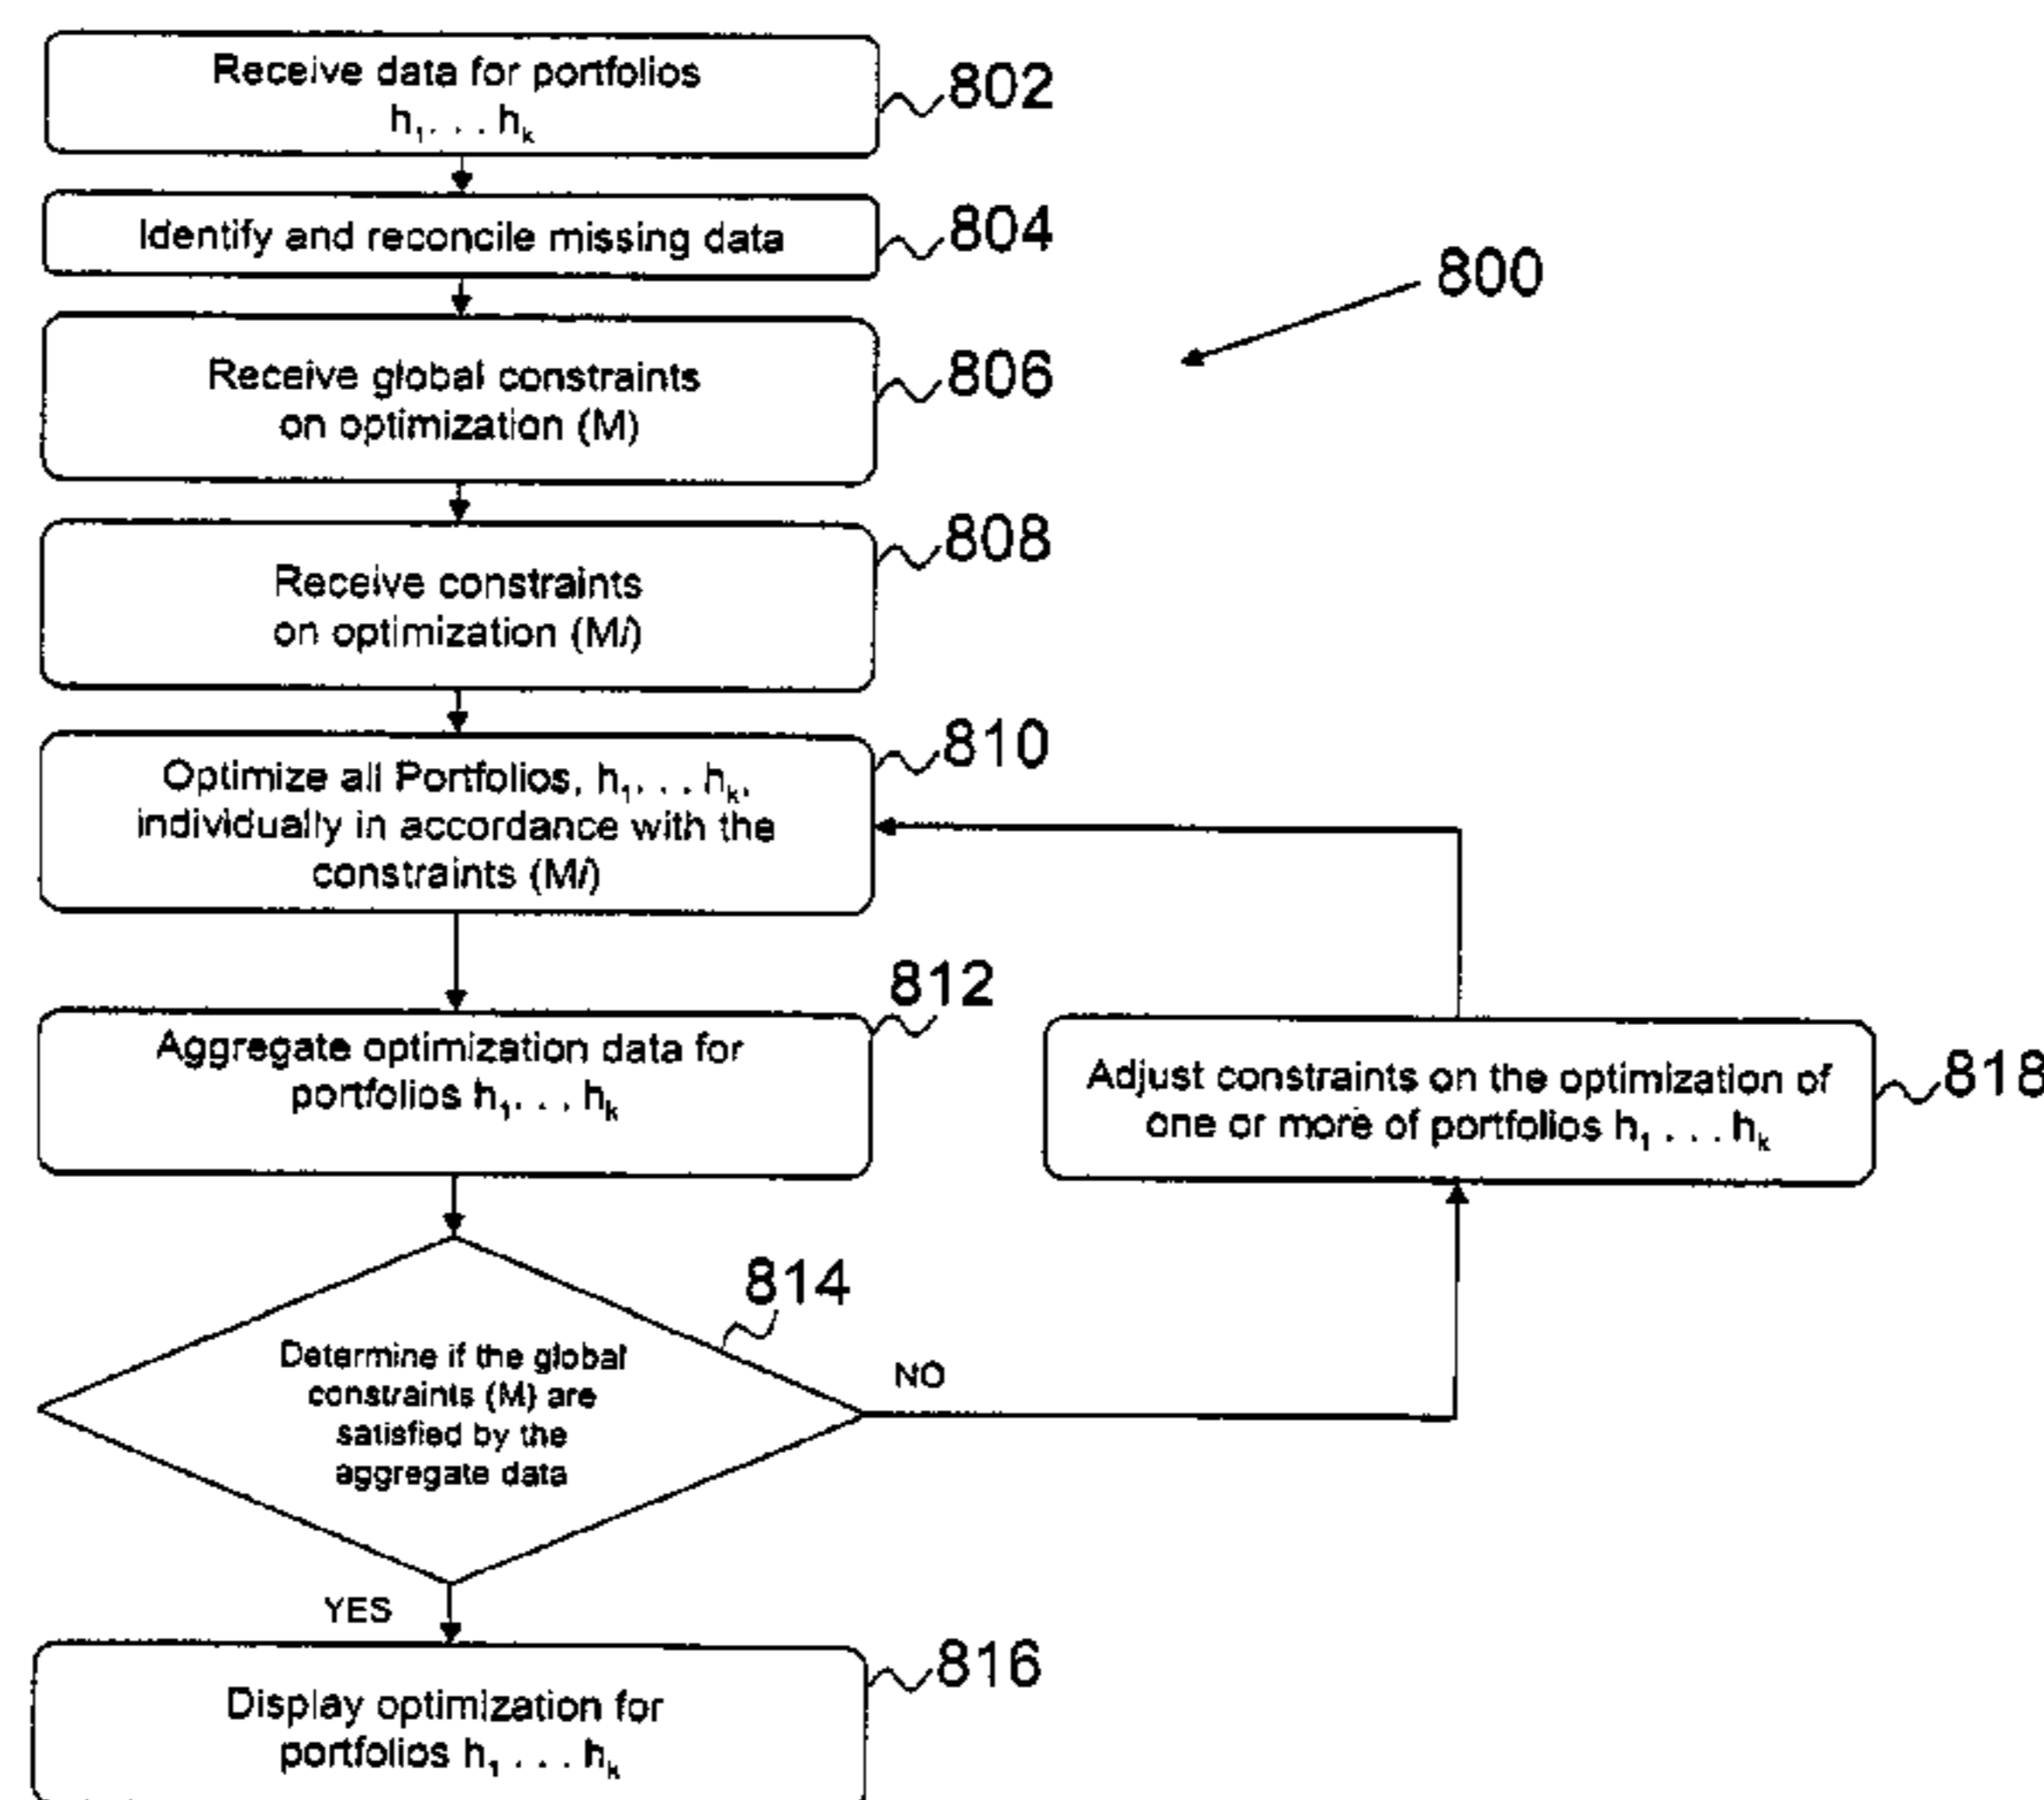 Receive data for portfolios
h₁. . . hₖ
802
Identify and reconcile missing data
804
800
Receive global constraints
on optimization (M)
806
Receive constraints
on optimization (Mi)
808
Optimize all Portfolios, h₁. . . hₖ,
individually in accordance with the
constraints (Mi)
810
Aggregate optimization data for
portfolios h₁. . . hₖ
812
Adjust constraints on the optimization of
one or more of portfolios h₁ . . . hₖ
818
Determine if the global
constraints (M) are
satisfied by the
aggregate data
814
NO
YES
Display optimization for
portfolios h₁ . . . hₖ
816